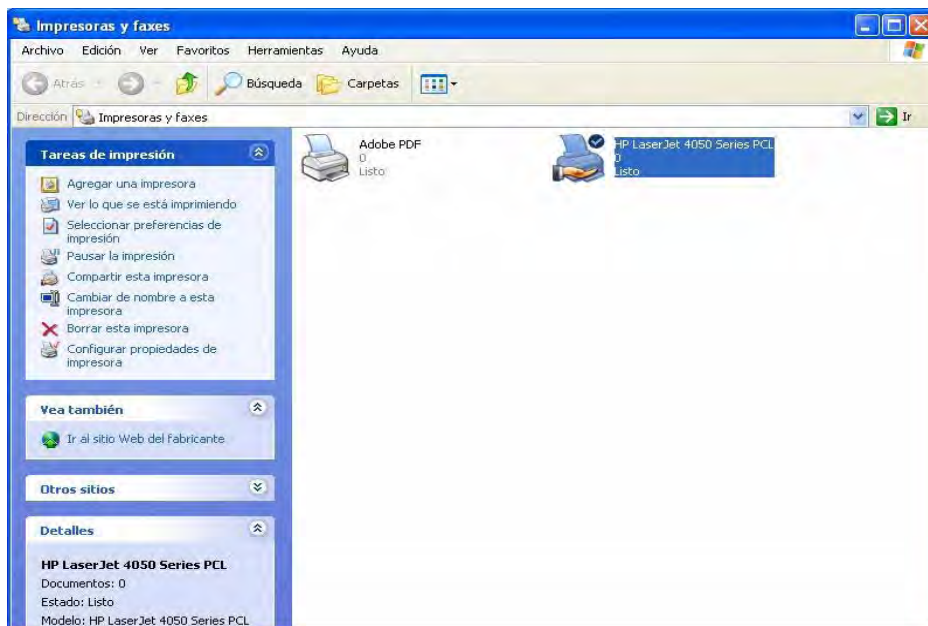 Impresoras y faxes
Archivo Edición Ver Favoritos Herramientas Ayuda
Atrás Búsqueda Carpetas
Dirección Impresoras y faxes Ir
Tareas de impresión
Agregar una impresora
Ver lo que se está imprimiendo
Seleccionar preferencias de
impresión
Pausar la impresión
Compartir esta impresora
Cambiar de nombre a esta
impresora
Borrar esta impresora
Configurar propiedades de
impresora
Vea también
Ir al sitio Web del fabricante
Otros sitios
Detalles
HP LaserJet 4050 Series PCL
Documentos: 0
Estado: Listo
Modelo: HP LaserJet 4050 Series PCL
Adobe PDF
0
Listo
HP LaserJet 4050 Series PCL
0
Listo